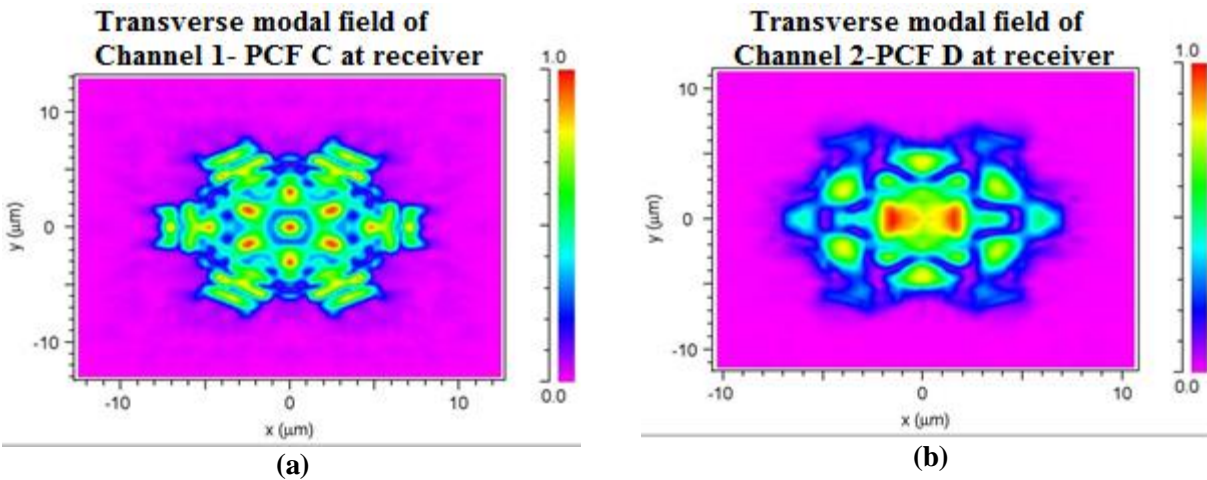 Transverse modal field of
Channel 1- PCF C at receiver
1.0
10
0
-10
y (μm)
-10
0
10
x (μm)
0.0
(a)
Transverse modal field of
Channel 2-PCF D at receiver
1.0
10
0
-10
y (μm)
-10
0
10
x (μm)
0.0
(b)